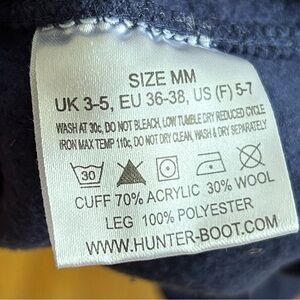 SIZE MM
UK 3-5, EU 36-38, US (F) 5-7
WASH AT 30c, DO NOT BLEACH, LOW TUMBLE DRY REDUCED CYCLE
IRON MAX TEMP 110c, DO NOT DRY CLEAN, WASH & DRY SEPARATELY
30
CUFF 70% ACRYLIC 30% WOOL
LEG 100% POLYESTER
WWW.HUNTER-BOOT.COM